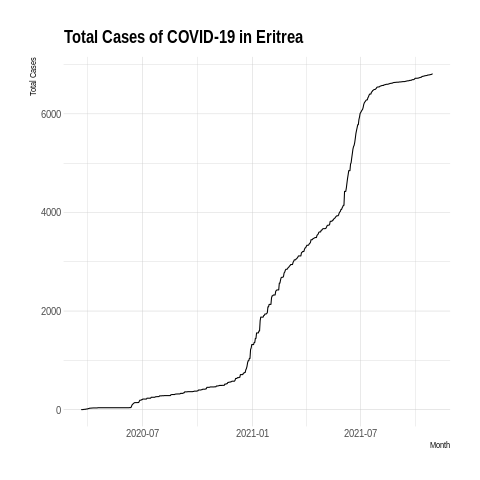 Total Cases of COVID-19 in Eritrea
Total Cases
6000
4000
2000
0
2020-07
2021-01
2021-07
Month